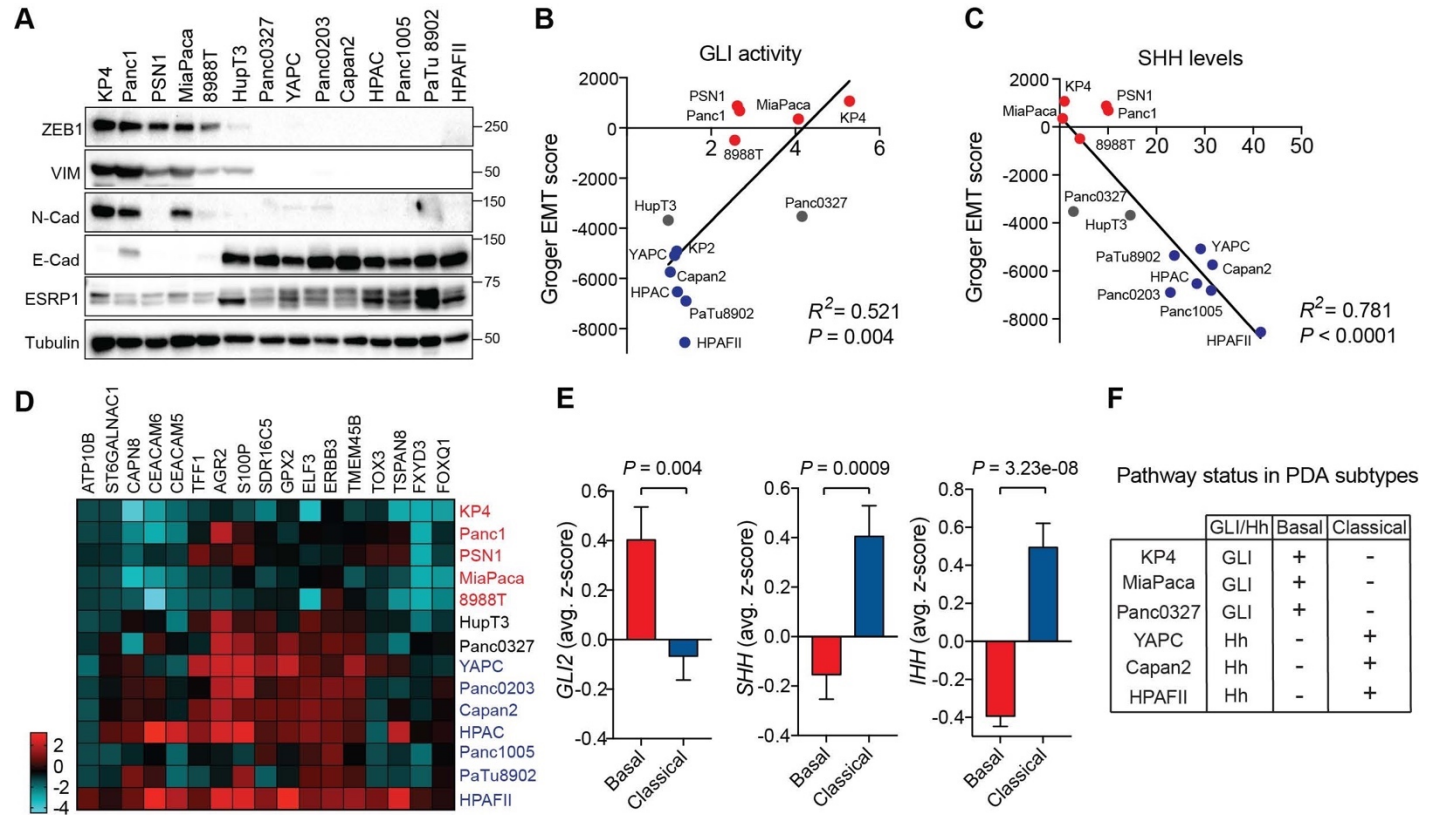 A
KP4
Panc1
PSN1
MiaPaca
8988T
HupT3
Panc0327
YAPC
Panc0203
Capan2
HPAC
Panc1005
PaTu 8902
HPAFII
ZEB1
250
VIM
50
N-Cad
150
E-Cad
150
ESRP1
75
Tubulin
50
B
GLI activity
Groger EMT score
2000
0
-2000
-4000
-6000
-8000
2
4
6
PSN1
Panc1
MiaPaca
KP4
8988T
HupT3
Panc0327
YAPC
KP2
Capan2
HPAC
PaTu8902
HPAFII
R2= 0.521
P = 0.004
C
SHH levels
Groger EMT score
2000
0
-2000
-4000
-6000
-8000
20
30
40
50
KP4
PSN1
MiaPaca
Panc1
8988T
Panc0327
HupT3
YAPC
PaTu8902
Capan2
HPAC
Panc0203
Panc1005
HPAFII
R2= 0.781
P < 0.0001
D
ATP10B
ST6GALNAC1
CAPN8
CEACAM6
CEACAM5
TFF1
AGR2
S100P
SDR16C5
GPX2
ELF3
ERBB3
TMEM45B
TOX3
TSPAN8
FXYD3
FOXQ1
KP4
Panc1
PSN1
MiaPaca
8988T
HupT3
Panc0327
YAPC
Panc0203
Capan2
HPAC
Panc1005
PaTu8902
HPAFII
2
0
-2
-4
E
P = 0.004
GLI2 (avg. z-score)
0.6
0.4
0.2
0.0
-0.2
-0.4
Basal
Classical
P = 0.0009
SHH (avg. z-score)
0.6
0.4
0.2
0.0
-0.2
-0.4
Basal
Classical
P = 3.23e-08
IHH (avg. z-score)
0.8
0.6
0.4
0.2
0.0
-0.2
-0.4
Basal
Classical
F
Pathway status in PDA subtypes
GLI/Hh Basal Classical
KP4 GLI + -
MiaPaca GLI + -
Panc0327 GLI + -
YAPC Hh - +
Capan2 Hh - +
HPAFII Hh - +